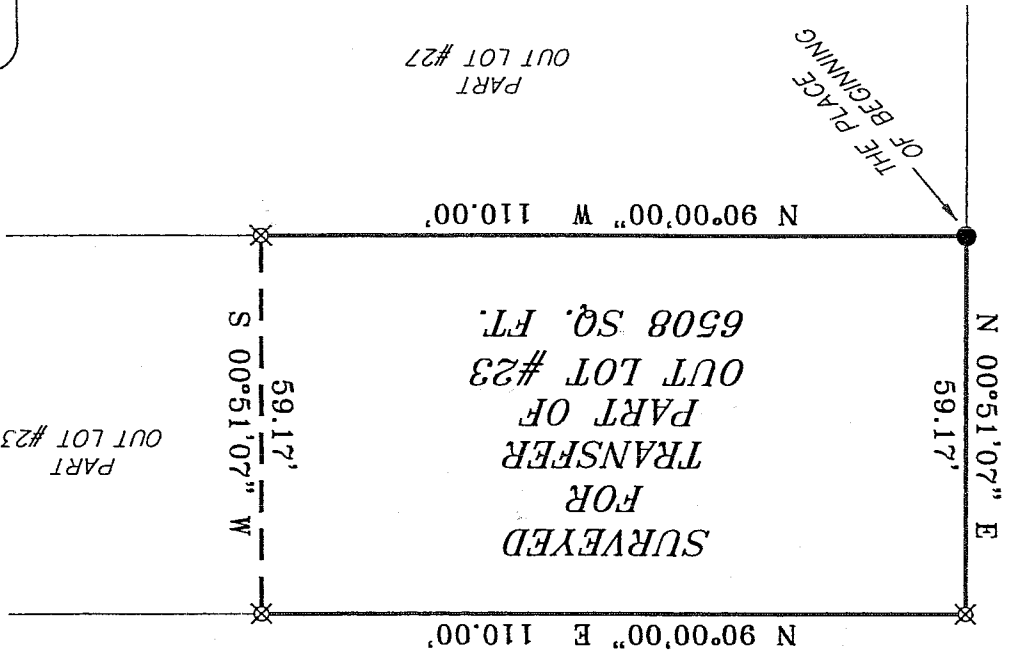 N 90°00'00" E 110.00'
SURVEYED
FOR
TRANSFER
PART OF
OUT LOT #23
6508 SQ. FT.
N 00°51'07" E
59.17'
59.17'
S 00°51'07" W
PART
OUT LOT #23
N 90°00'00" W 110.00'
THE PLACE
OF BEGINNING
PART
OUT LOT #27